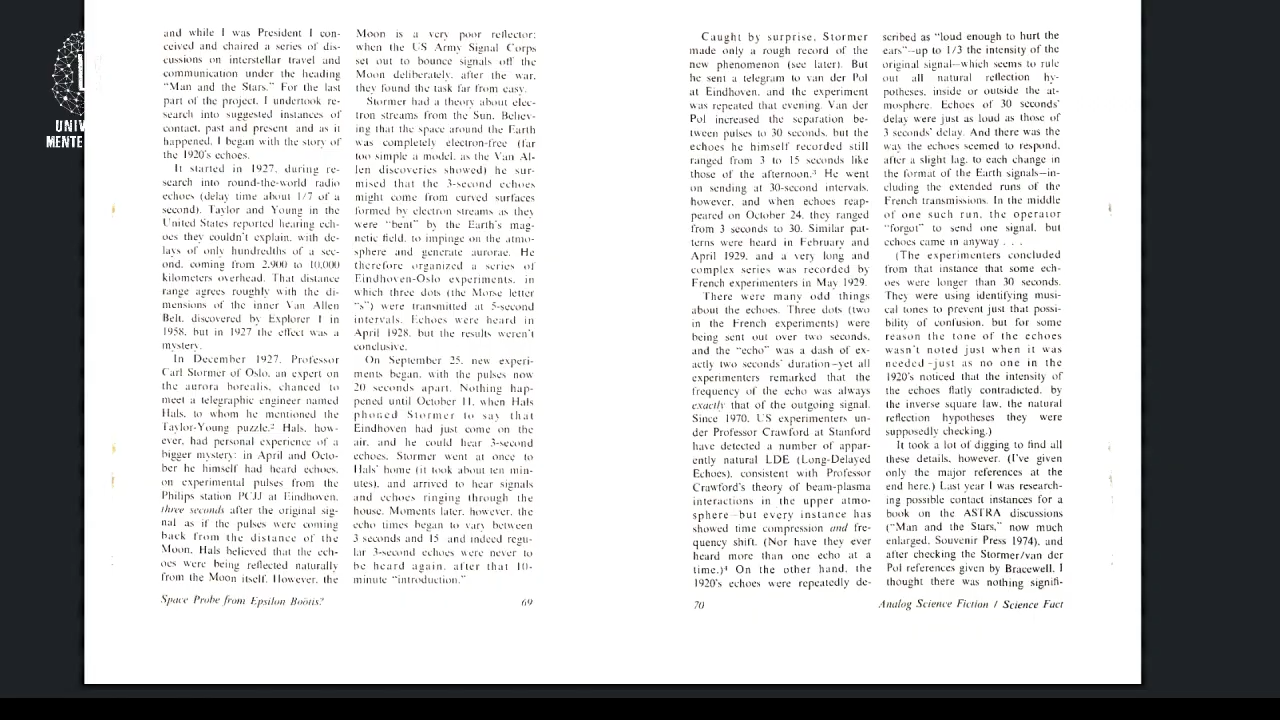 UNIV
MENTE
and while I was President I con-
ceived and chaired a series of dis-
cussions on interstellar travel and
communication under the heading
“Man and the Stars.” For the last
part of the project, I undertook re-
search into suggested instances of
contact, past and present and as it
happened, I began with the story of
the 1920's echoes.
It started in 1927, during re-
search into round-the-world radio
echoes (delay time about 1/7 of a
second). Taylor and Young in the
United States reported hearing ech-
oes they couldn't explain, with de-
lays of only hundredths of a sec-
ond, coming from 2,900 to 10,000
kilometers overhead. That distance
range agrees roughly with the di-
mensions of the inner Van Allen
Belt, discovered by Explorer I in
1958, but in 1927 the effect was a
mystery.
In December 1927, Professor
Carl Stormer of Oslo, an expert on
the aurora borealis, chanced to
meet a telegraphic engineer named
Hals, to whom he mentioned the
Taylor-Young puzzle.² Hals, how-
ever, had personal experience of a
bigger mystery: in April and Octo-
ber he himself had heard echoes,
on experimental pulses from the
Philips station PCJJ at Eindhoven,
three seconds after the original sig-
nal as if the pulses were coming
back from the distance of the
Moon. Hals believed that the ech-
oes were being reflected naturally
from the Moon itself. However, the
Moon is a very poor reflector;
when the US Army Signal Corps
set out to bounce signals off the
Moon deliberately, after the war,
they found the task far from easy.
Stormer had a theory about elec-
tron streams from the Sun. Believ-
ing that the space around the Earth
was completely electron-free (far
too simple a model, as the Van Al-
len discoveries showed) he sur-
mised that the 3-second echoes
might come from curved surfaces
formed by electron streams as they
were “bent” by the Earth's mag-
netic field, to impinge on the atmo-
sphere and generate aurorae. He
therefore organized a series of
Eindhoven-Oslo experiments, in
which three dots (the Morse letter
“s”) were transmitted at 5-second
intervals. Echoes were heard in
April 1928, but the results weren't
conclusive.
On September 25, new experi-
ments began, with the pulses now
20 seconds apart. Nothing hap-
pened until October 11, when Hals
phoned Stormer to say that
Eindhoven had just come on the
air, and he could hear 3-second
echoes. Stormer went at once to
Hals' home (it took about ten min-
utes), and arrived to hear signals
and echoes ringing through the
house. Moments later, however, the
echo times began to vary between
3 seconds and 15 and indeed regu-
lar 3-second echoes were never to
be heard again, after that 10-
minute “introduction.”
Space Probe from Epsilon Boötis?
69
Caught by surprise, Stormer
made only a rough record of the
new phenomenon (see later). But
he sent a telegram to van der Pol
at Eindhoven, and the experiment
was repeated that evening. Van der
Pol increased the separation be-
tween pulses to 30 seconds, but the
echoes he himself recorded still
ranged from 3 to 15 seconds like
those of the afternoon.³ He went
on sending at 30-second intervals,
however, and when echoes reap-
peared on October 24, they ranged
from 3 seconds to 30. Similar pat-
terns were heard in February and
April 1929, and a very long and
complex series was recorded by
French experimenters in May 1929.
There were many odd things
about the echoes. Three dots (two
in the French experiments) were
being sent out over two seconds,
and the “echo” was a dash of ex-
actly two seconds' duration—yet all
experimenters remarked that the
frequency of the echo was always
exactly that of the outgoing signal.
Since 1970, US experimenters un-
der Professor Crawford at Stanford
have detected a number of appar-
ently natural LDE (Long-Delayed
Echoes), consistent with Professor
Crawford's theory of beam-plasma
interactions in the upper atmo-
sphere—but every instance has
showed time compression and fre-
quency shift. (Nor have they ever
heard more than one echo at a
time.)⁴ On the other hand, the
1920's echoes were repeatedly de-
scribed as “loud enough to hurt the
ears”—up to 1/3 the intensity of the
original signal—which seems to rule
out all natural reflection hy-
potheses, inside or outside the at-
mosphere. Echoes of 30 seconds'
delay were just as loud as those of
3 seconds' delay. And there was the
way the echoes seemed to respond,
after a slight lag, to each change in
the format of the Earth signals—in-
cluding the extended runs of the
French transmissions. In the middle
of one such run, the operator
“forgot” to send one signal, but
echoes came in anyway . . .
(The experimenters concluded
from that instance that some ech-
oes were longer than 30 seconds.
They were using identifying musi-
cal tones to prevent just that possi-
bility of confusion, but for some
reason the tone of the echoes
wasn't noted just when it was
needed—just as no one in the
1920's noticed that the intensity of
the echoes flatly contradicted, by
the inverse square law, the natural
reflection hypotheses they were
supposedly checking.)
It took a lot of digging to find all
these details, however. (I've given
only the major references at the
end here.) Last year I was research-
ing possible contact instances for a
book on the ASTRA discussions
(“Man and the Stars,” now much
enlarged, Souvenir Press 1974), and
after checking the Stormer/van der
Pol references given by Bracewell, I
thought there was nothing signifi-
70
Analog Science Fiction / Science Fact